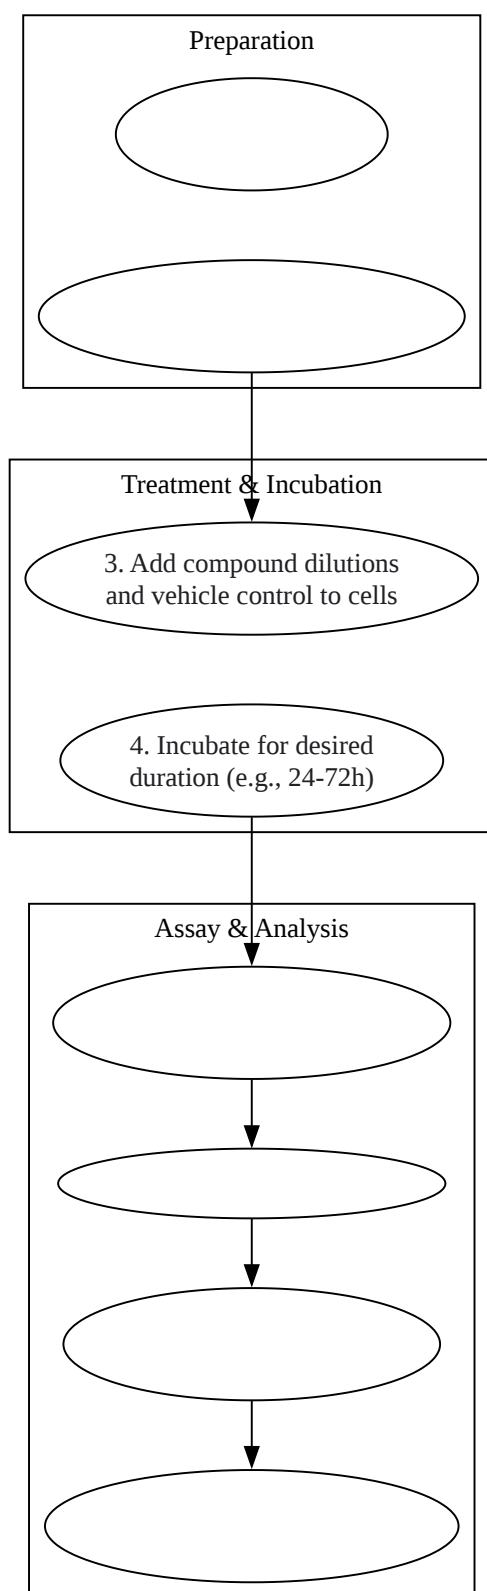 Preparation
Treatment & Incubation
3. Add compound dilutions
and vehicle control to cells
4. Incubate for desired
duration (e.g., 24-72h)
Assay & Analysis